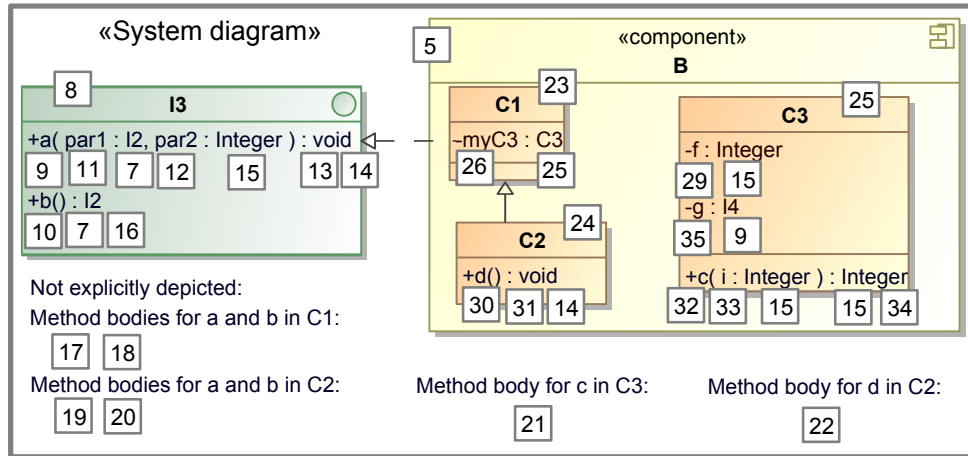 «System diagram»
5
«component»
B
8
I3
+a( par1 : I2, par2 : Integer ) : void
9 11 7 12 15 13 14
+b() : I2
10 7 16
23
C1
-myC3 : C3
26 25
24
C2
+d() : void
30 31 14
25
C3
-f : Integer
29 15
-g : I4
35 9
+c( i : Integer ) : Integer
32 33 15 15 34
Not explicitly depicted:
Method bodies for a and b in C1:
17 18
Method bodies for a and b in C2:
19 20
Method body for c in C3:
21
Method body for d in C2:
22